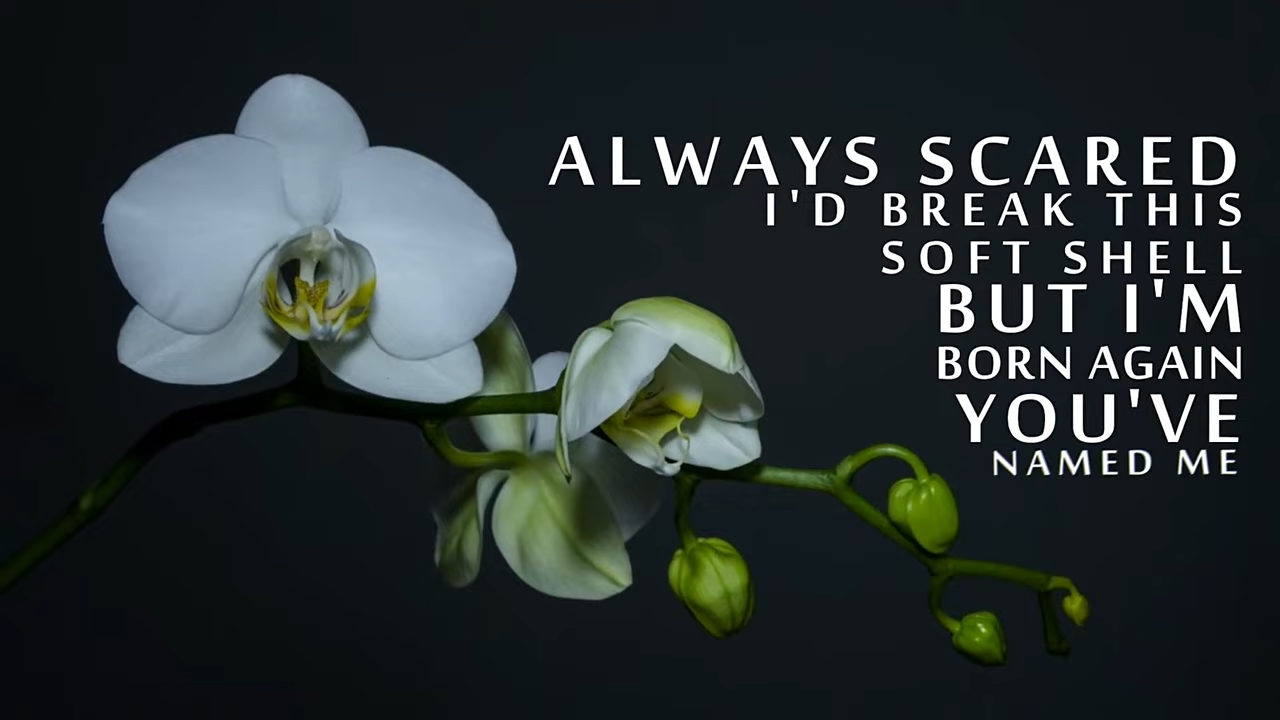 ALWAYS SCARED
I'D BREAK THIS
SOFT SHELL
BUT I'M
BORN AGAIN
YOU'VE
NAMED ME